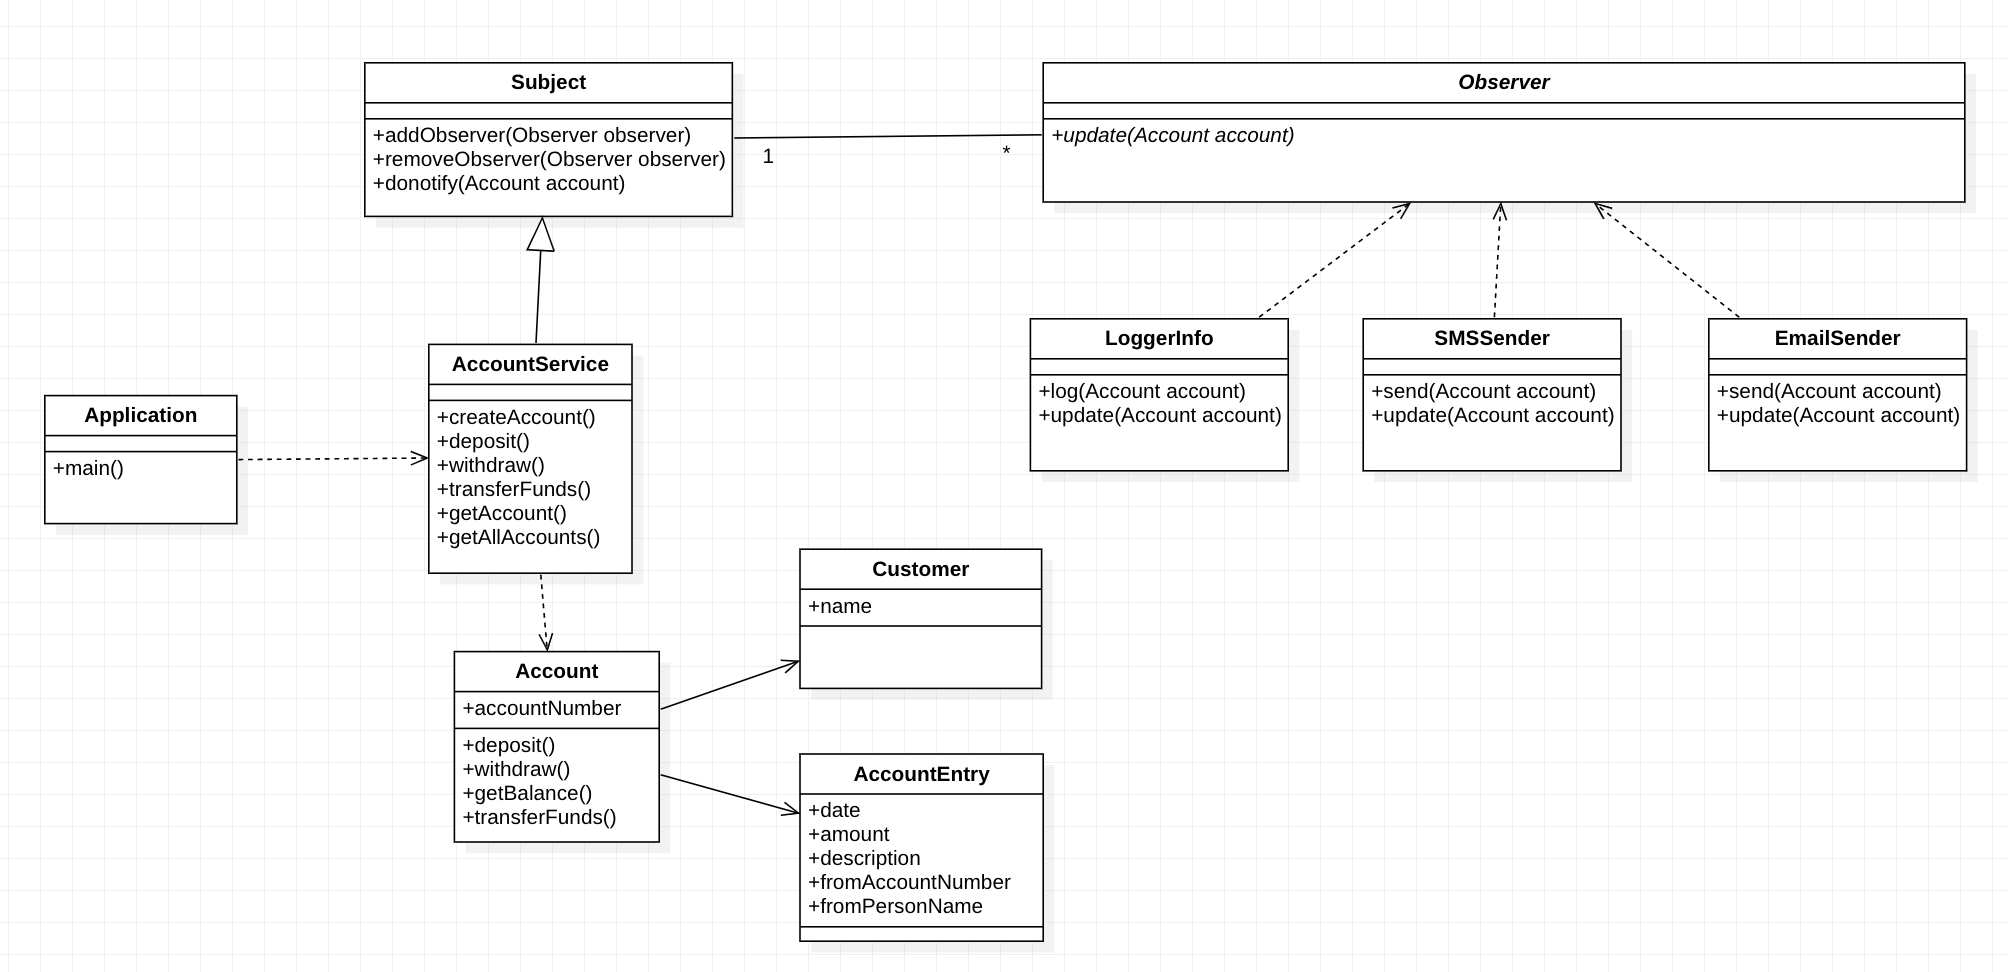 Subject
+addObserver(Observer observer)
+removeObserver(Observer observer)
+donotify(Account account)
1
*
Observer
+update(Account account)
LoggerInfo
+log(Account account)
+update(Account account)
SMSSender
+send(Account account)
+update(Account account)
EmailSender
+send(Account account)
+update(Account account)
AccountService
+createAccount()
+deposit()
+withdraw()
+transferFunds()
+getAccount()
+getAllAccounts()
Application
+main()
Customer
+name
Account
+accountNumber
+deposit()
+withdraw()
+getBalance()
+transferFunds()
AccountEntry
+date
+amount
+description
+fromAccountNumber
+fromPersonName